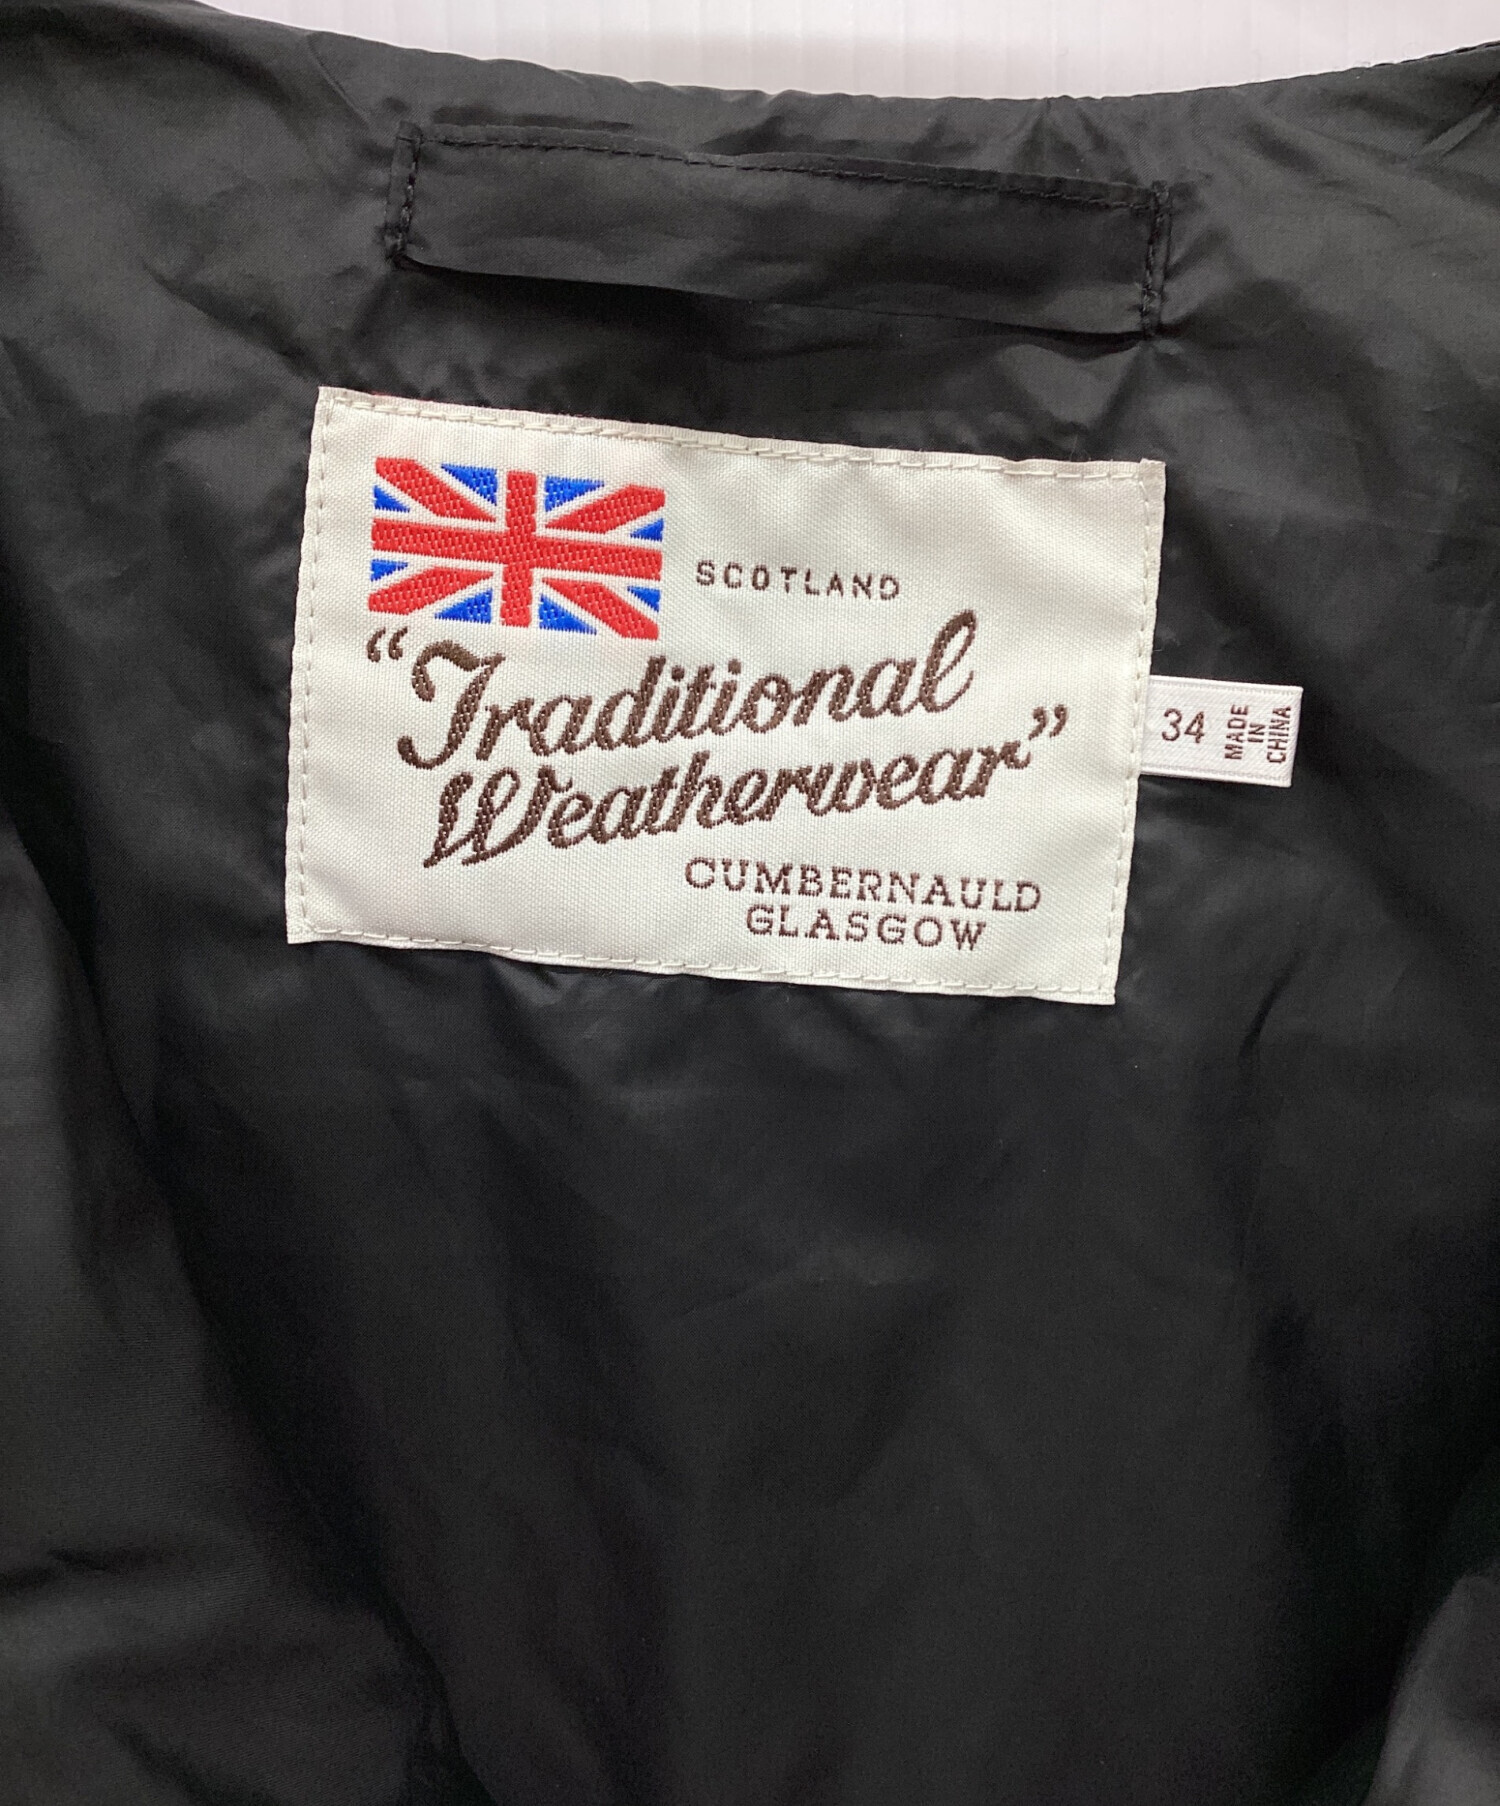 SCOTLAND
“Traditional
Weatherwear”
CUMBERNAULD
GLASGOW
34
MADE
IN
CHINA